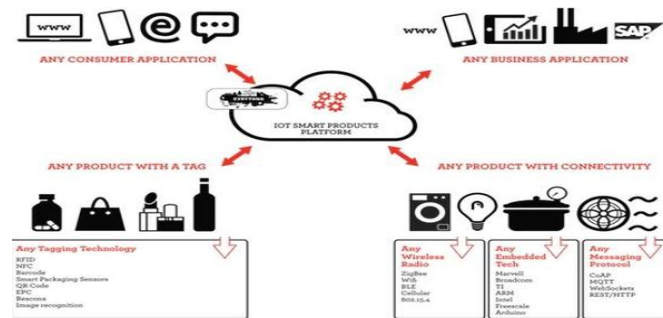 www
www
SAP
ANY CONSUMER APPLICATION
ANY BUSINESS APPLICATION
IOT SMART PRODUCTS
PLATFORM
ANY PRODUCT WITH A TAG
ANY PRODUCT WITH CONNECTIVITY
Any Tagging Technology
RFID
NFC
Barcode
Smart Packaging Sensors
QR Code
EPC
Beacons
Image recognition
Any
Wireless
Radio
ZigBee
Wifi
BLE
Cellular
802.15.4
Any
Embedded
Tech
Marvell
Broadcom
TI
ARM
Intel
Freescale
Arduino
Any
Messaging
Protocol
CoAP
MQTT
WebSockets
REST/HTTP